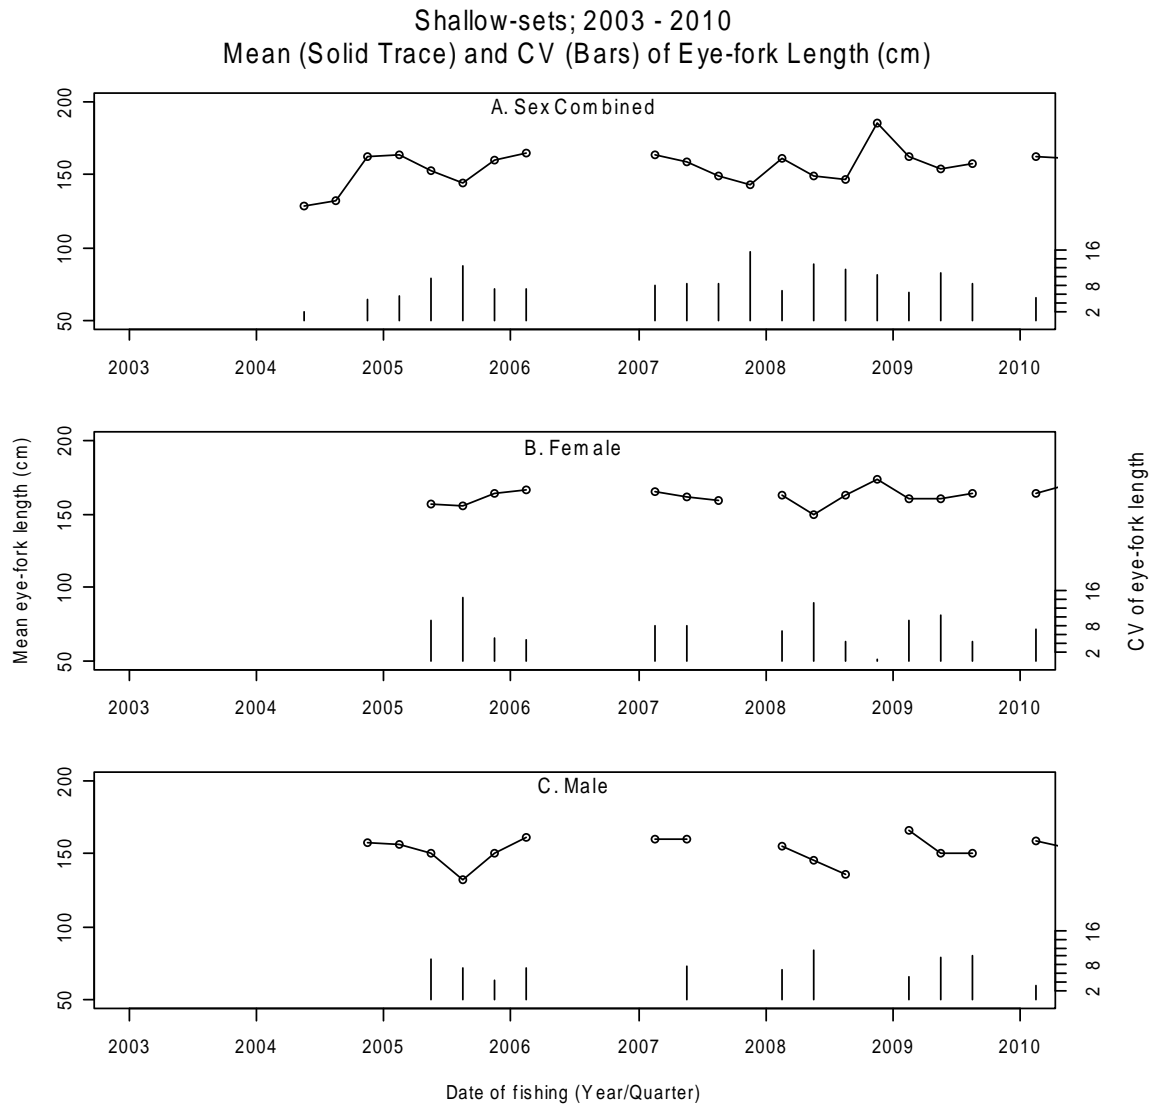 Shallow-sets; 2003 - 2010
Mean (Solid Trace) and CV (Bars) of Eye-fork Length (cm)
A. Sex Combined
200
150
100
50
16
8
2
2003 2004 2005 2006 2007 2008 2009 2010
B. Female
200
150
100
50
16
8
2
2003 2004 2005 2006 2007 2008 2009 2010
Mean eye-fork length (cm)
CV of eye-fork length
C. Male
200
150
100
50
16
8
2
2003 2004 2005 2006 2007 2008 2009 2010
Date of fishing (Year/Quarter)